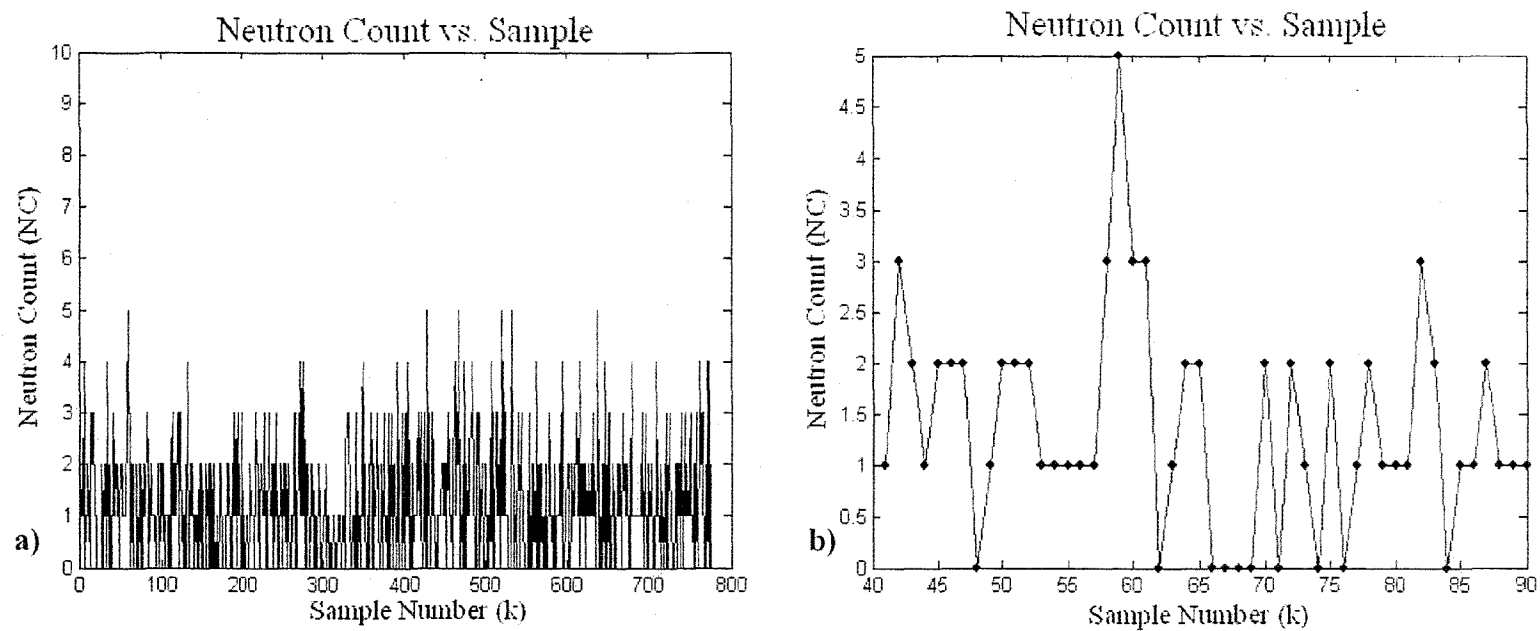 Neutron Count vs. Sample
10
9
8
7
6
5
4
3
2
1
0
Neutron Count (NC)
a)
0 100 200 300 400 500 600 700 800
Sample Number (k)
Neutron Count vs. Sample
5
4.5
4
3.5
3
2.5
2
1.5
1
0.5
0
Neutron Count (NC)
b)
40 45 50 55 60 65 70 75 80 85 90
Sample Number (k)